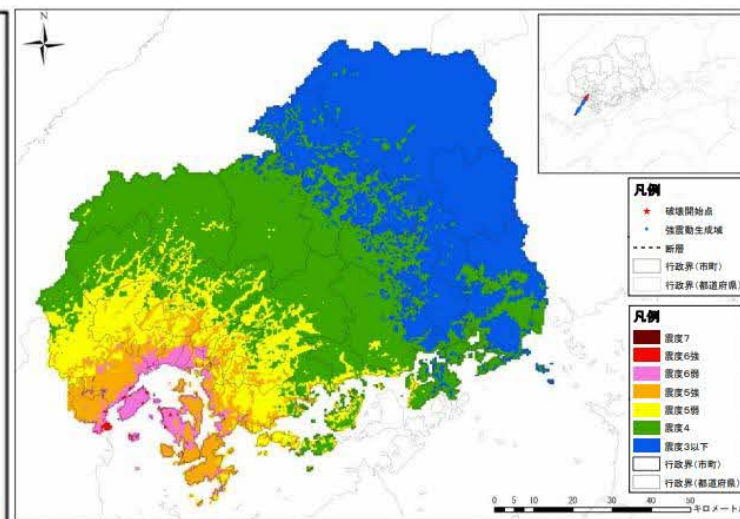 N
凡例
破壊開始点
強震動生成域
断層
行政界(市町)
行政界(都道府県)
凡例
震度7
震度6強
震度6弱
震度5強
震度5弱
震度4
震度3以下
行政界(市町)
行政界(都道府県)
0 5 10 20 30 40 50
キロメートル